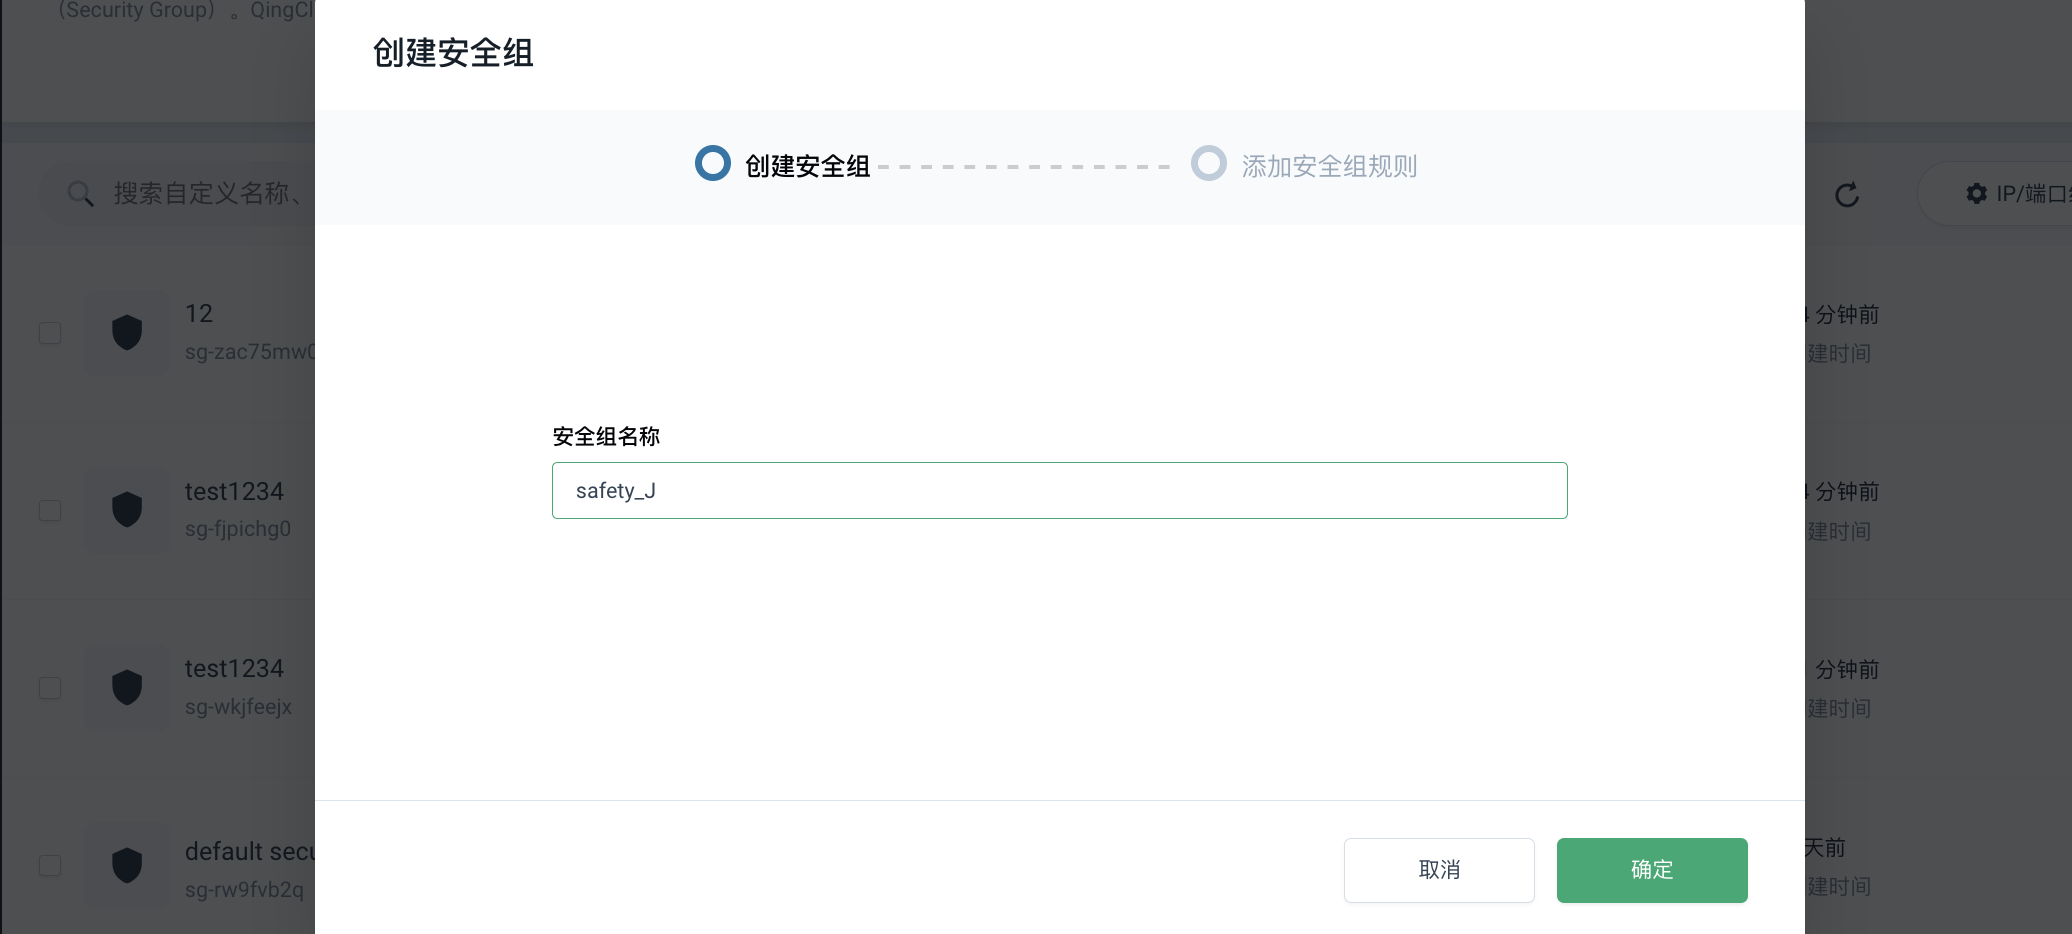 （Security Group）。QingCl
创建安全组
创建安全组
添加安全组规则
搜索自定义名称、
IP/端口
12
sg-zac75mw0
分钟前
建时间
安全组名称
safety_J
test1234
sg-fjpichg0
分钟前
建时间
test1234
sg-wkjfeejx
分钟前
建时间
default secu
sg-rw9fvb2q
天前
建时间
取消
确定